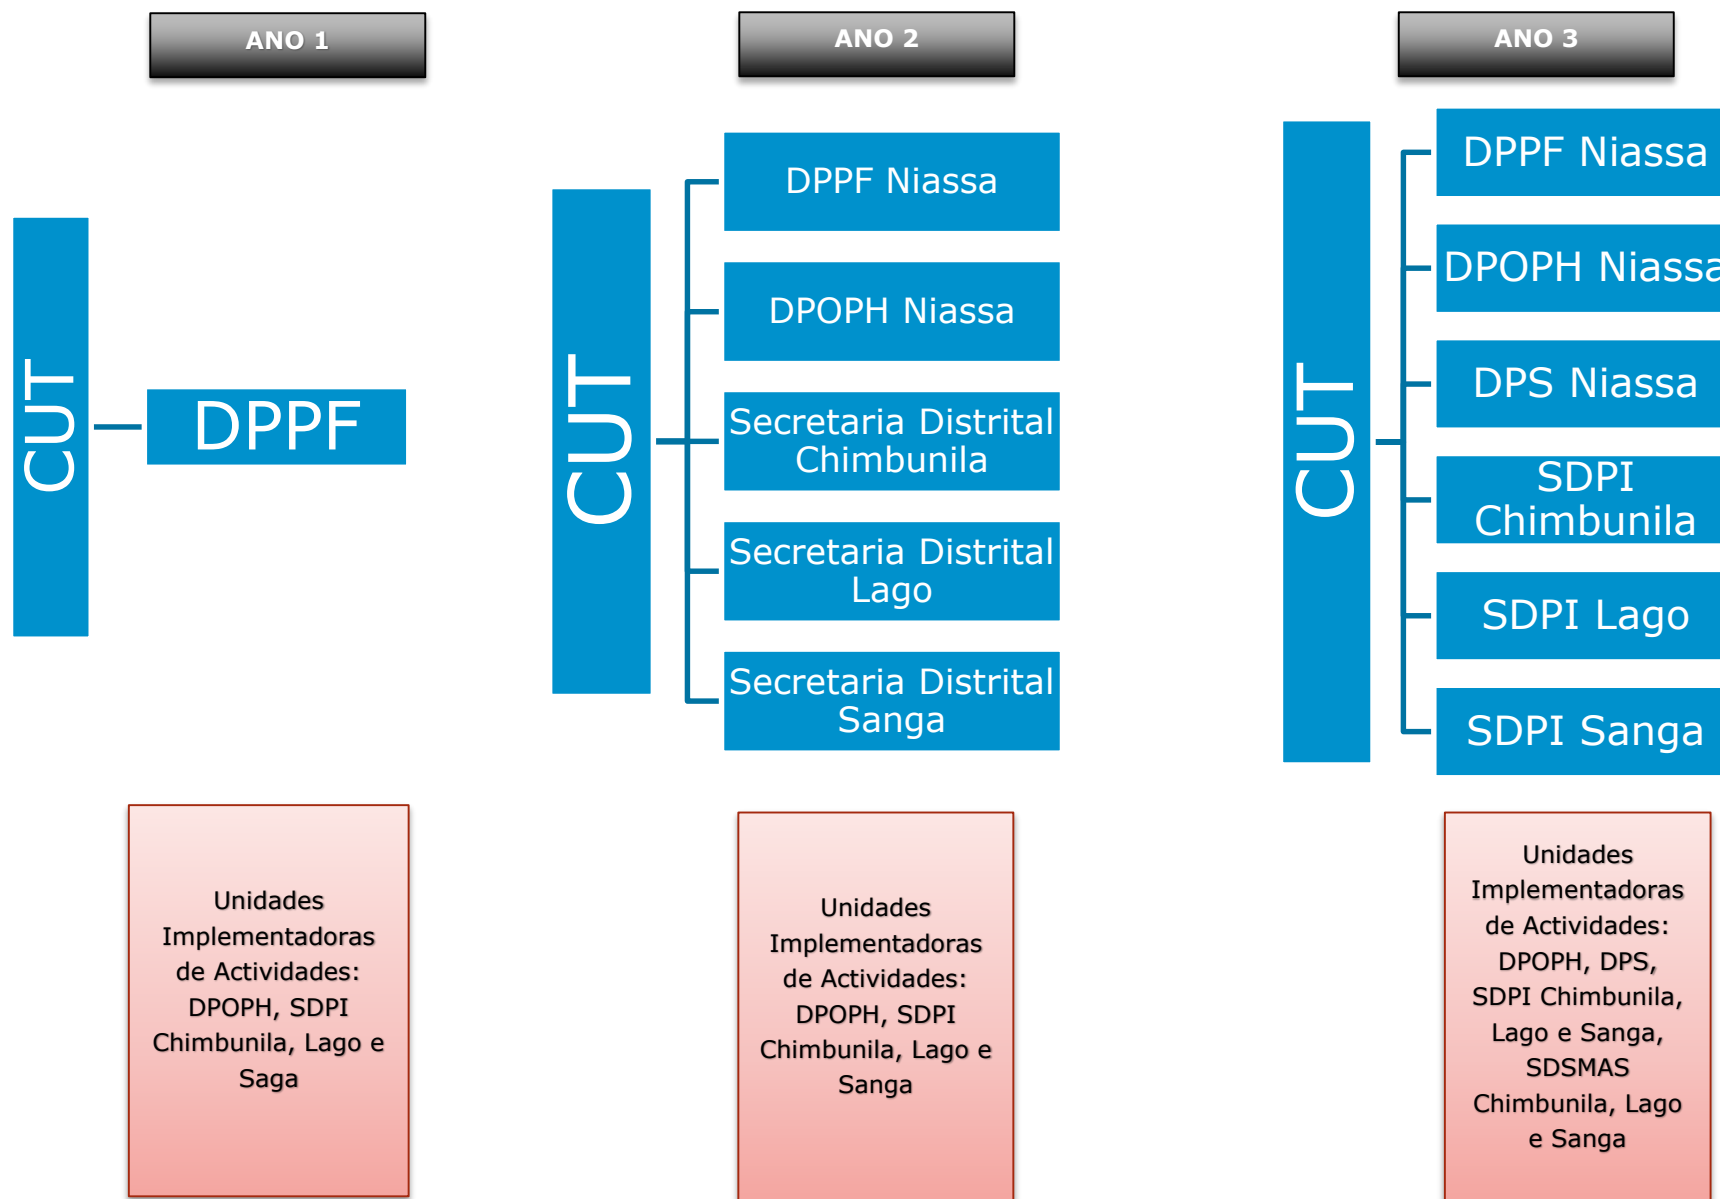 ANO 1
CUT
DPPF
Unidades
Implementadoras
de Actividades:
DPOPH, SDPI
Chimbunila, Lago e
Saga
ANO 2
CUT
DPPF Niassa
DPOPH Niassa
Secretaria Distrital
Chimbunila
Secretaria Distrital
Lago
Secretaria Distrital
Sanga
Unidades
Implementadoras
de Actividades:
DPOPH, SDPI
Chimbunila, Lago e
Sanga
ANO 3
CUT
DPPF Niassa
DPOPH Niassa
DPS Niassa
SDPI
Chimbunila
SDPI Lago
SDPI Sanga
Unidades
Implementadoras
de Actividades:
DPOPH, DPS,
SDPI Chimbunila,
Lago e Sanga,
SDSMAS
Chimbunila, Lago
e Sanga